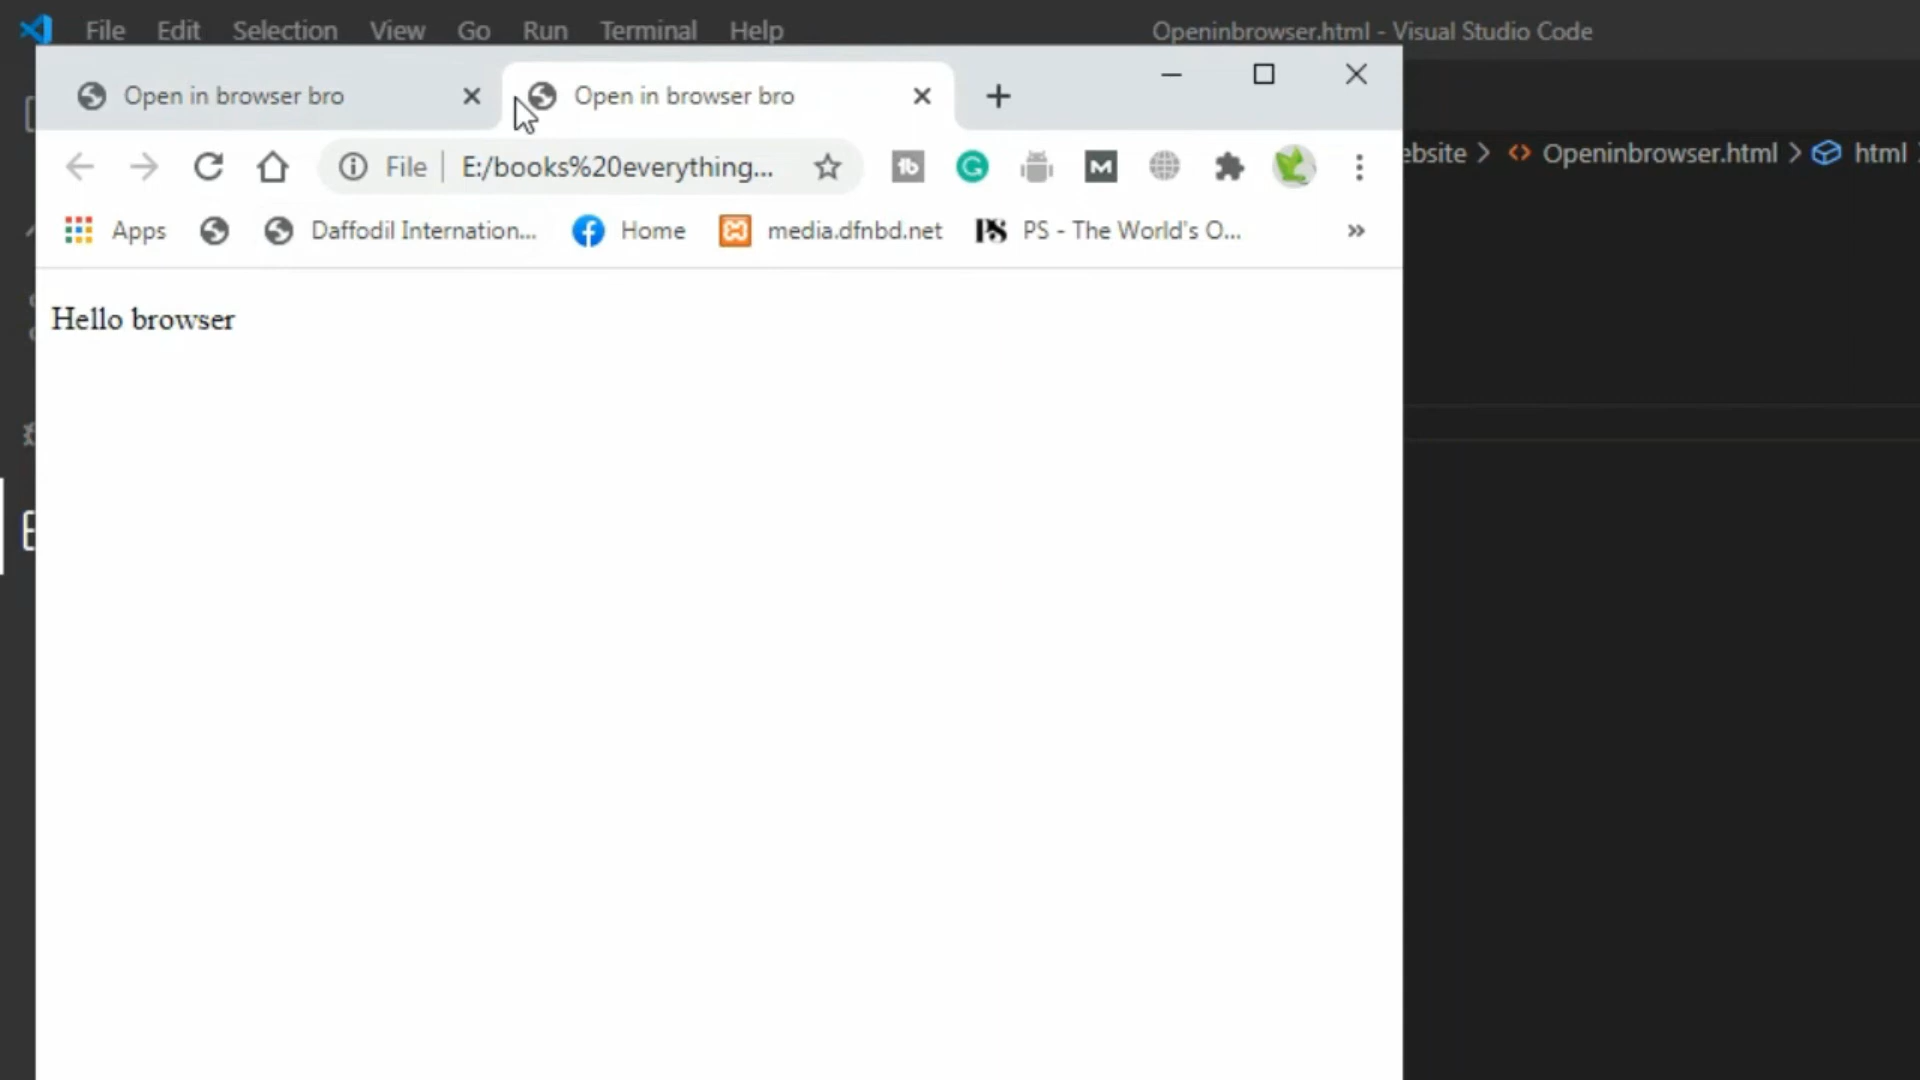 File Edit Selection View Go Run Terminal Help Openinbrowser.html - Visual Studio Code
Open in browser bro Open in browser bro
File E:/books%20everything... ebsite > Openinbrowser.html > html
Apps Daffodil Internation... Home media.dfnbd.net PS PS - The World's O... »
Hello browser